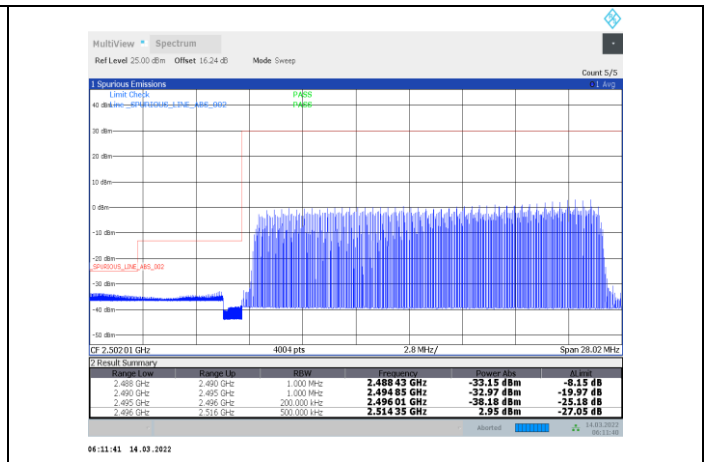 MultiView Spectrum
Ref Level 25.00 dBm Offset 16.24 dB Mode Sweep
Count 5/5
1 Spurious Emissions 1 Avg
Limit Check PASS
40 dBm Line _SPURIOUS_LINE_ABS_002 PASS
30 dBm
20 dBm
10 dBm
0 dBm
-10 dBm
-20 dBm
_SPURIOUS_LINE_ABS_002
-30 dBm
-40 dBm
-50 dBm
CF 2.50201 GHz 4004 pts 2.8 MHz/ Span 28.02 MHz
2 Result Summary
Range Low Range Up RBW Frequency Power Abs ΔLimit
2.488 GHz 2.490 GHz 1.000 MHz 2.48843 GHz -33.15 dBm -8.15 dB
2.490 GHz 2.495 GHz 1.000 MHz 2.49485 GHz -32.97 dBm -19.97 dB
2.495 GHz 2.496 GHz 200.000 kHz 2.49601 GHz -38.18 dBm -25.18 dB
2.496 GHz 2.516 GHz 500.000 kHz 2.51435 GHz 2.95 dBm -27.05 dB
Aborted 14.03.2022
06:11:40
06:11:41 14.03.2022